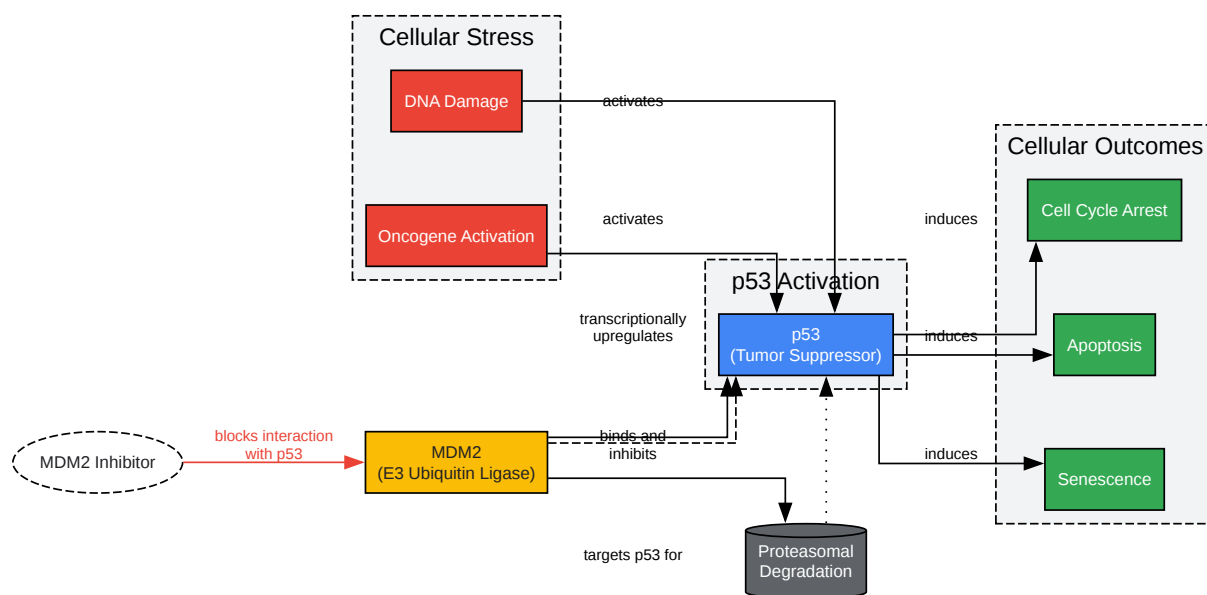 Cellular Stress
DNA Damage
activates
Cellular Outcomes
Cell Cycle Arrest
Oncogene Activation
activates
induces
p53 Activation
transcriptionally
upregulates
p53
(Tumor Suppressor)
induces
Apoptosis
blocks interaction
with p53
MDM2 Inhibitor
MDM2
(E3 Ubiquitin Ligase)
binds and
inhibits
induces
Senescence
targets p53 for
Proteasomal
Degradation